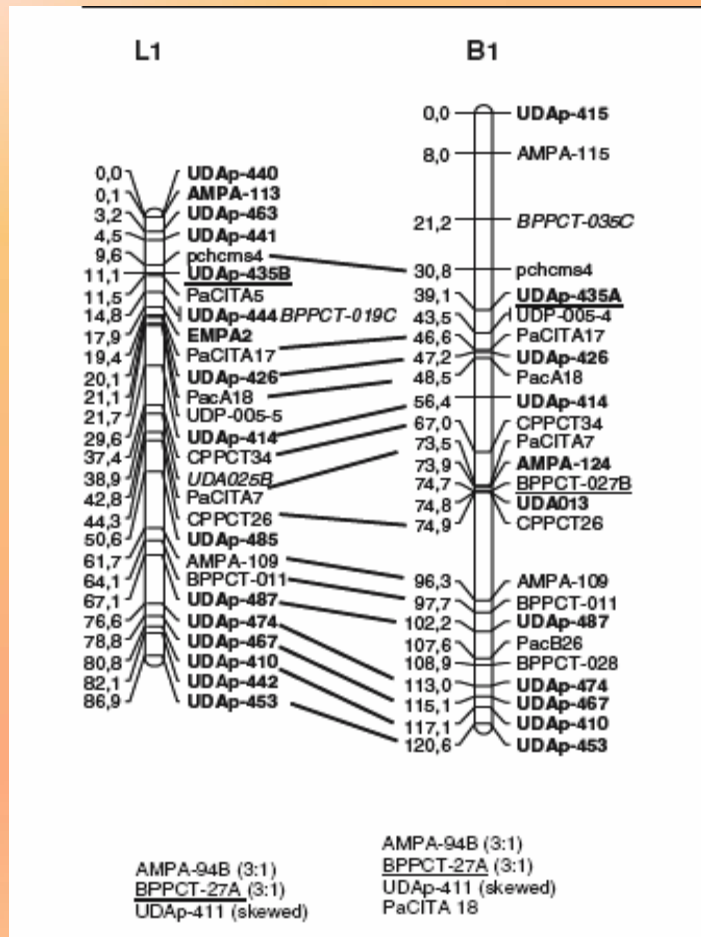 L1
0,0 UDAp-440
0,1 AMPA-113
3,2 UDAp-463
4,5 UDAp-441
9,6 pchcms4
11,1 UDAp-435B
11,5 PaCITA5
14,8 UDAp-444 BPPCT-019C
17,9 EMPA2
19,4 PaCITA17
20,1 UDAp-426
21,1 PacA18
21,7 UDP-005-5
29,6 UDAp-414
37,4 CPPCT34
38,9 UDA025B
42,8 PaCITA7
44,3 CPPCT26
50,6 UDAp-485
61,7 AMPA-109
64,1 BPPCT-011
67,1 UDAp-487
76,6 UDAp-474
78,8 UDAp-467
80,8 UDAp-410
82,1 UDAp-442
86,9 UDAp-453
AMPA-94B (3:1)
BPPCT-27A (3:1)
UDAp-411 (skewed)
B1
0,0 UDAp-415
8,0 AMPA-115
21,2 BPPCT-035C
30,8 pchcms4
39,1 UDAp-435A
43,5 UDP-005-4
46,6 PaCITA17
47,2 UDAp-426
48,5 PacA18
56,4 UDAp-414
67,0 CPPCT34
73,5 PaCITA7
73,9 AMPA-124
74,7 BPPCT-027B
74,8 UDA013
74,9 CPPCT26
96,3 AMPA-109
97,7 BPPCT-011
102,2 UDAp-487
107,6 PacB26
108,9 BPPCT-028
113,0 UDAp-474
115,1 UDAp-467
117,1 UDAp-410
120,6 UDAp-453
AMPA-94B (3:1)
BPPCT-27A (3:1)
UDAp-411 (skewed)
PaCITA 18